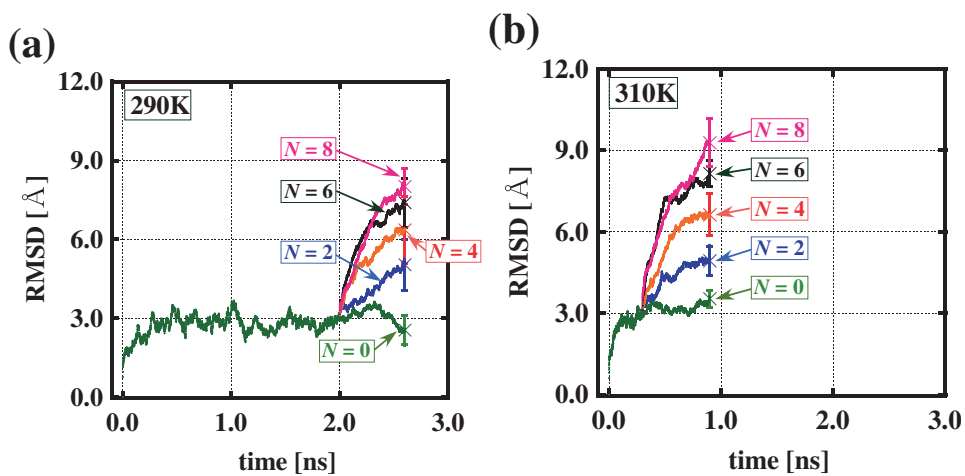 (a)
290K
RMSD [Å]
12.0
9.0
6.0
3.0
0.0
N = 8
N = 6
N = 4
N = 2
N = 0
0.0 1.0 2.0 3.0
time [ns]
(b)
310K
RMSD [Å]
12.0
9.0
6.0
3.0
0.0
N = 8
N = 6
N = 4
N = 2
N = 0
0.0 1.0 2.0 3.0
time [ns]